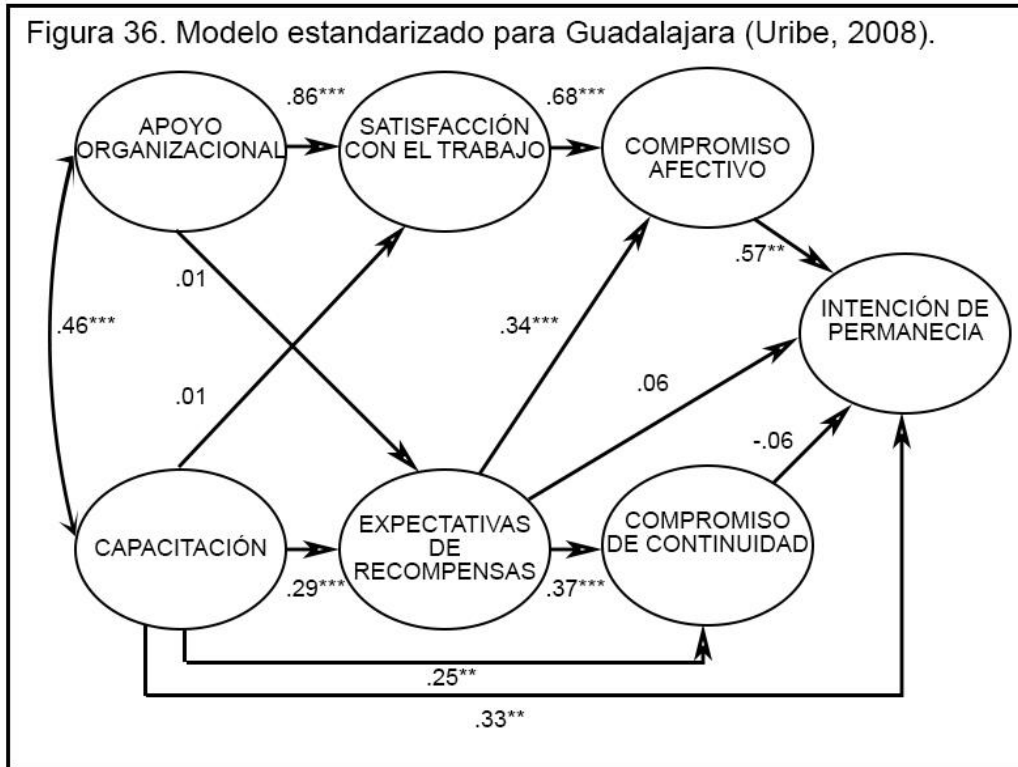 Figura 36. Modelo estandarizado para Guadalajara (Uribe, 2008).
.86***
.68***
APOYO
ORGANIZACIONAL
SATISFACCIÓN
CON EL TRABAJO
COMPROMISO
AFECTIVO
.57**
.01
INTENCIÓN DE
PERMANECIA
.46***
.34***
.06
.01
-.06
CAPACITACIÓN
EXPECTATIVAS
DE
RECOMPENSAS
COMPROMISO
DE CONTINUIDAD
.29***
.37***
.25**
.33**